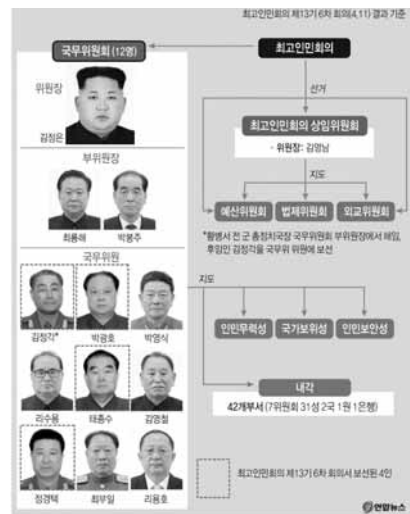 최고인민회의 제13기 6차 회의(4,11) 결과 기준
국무위원회 (12명)
최고인민회의
위원장
김정은
선거
최고인민회의 상임위원회
· 위원장: 김영남
지도
예산위원회
법제위원회
외교위원회
부위원장
최룡해
박봉주
*황병서 전 군 총정치국장 국무위원회 부위원장에서 해임,
후임인 김정각을 국무위 위원에 보선
국무위원
김정각*
박광호
박영식
지도
인민무력성
국가보위성
인민보안성
리수용
태종수
김영철
내각
42개부서 (7위원회 31성 2국 1원 1은행)
정경택
최부일
리용호
최고인민회의 제13기 6차 회의서 보선된 4인
연합뉴스